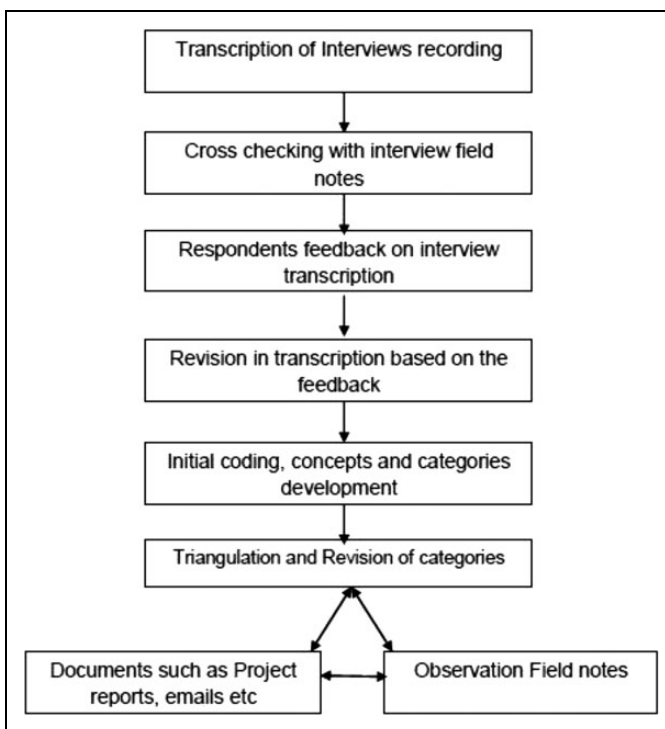 Transcription of Interviews recording
Cross checking with interview field
notes
Respondents feedback on interview
transcription
Revision in transcription based on the
feedback
Initial coding, concepts and categories
development
Triangulation and Revision of categories
Documents such as Project
reports, emails etc
Observation Field notes